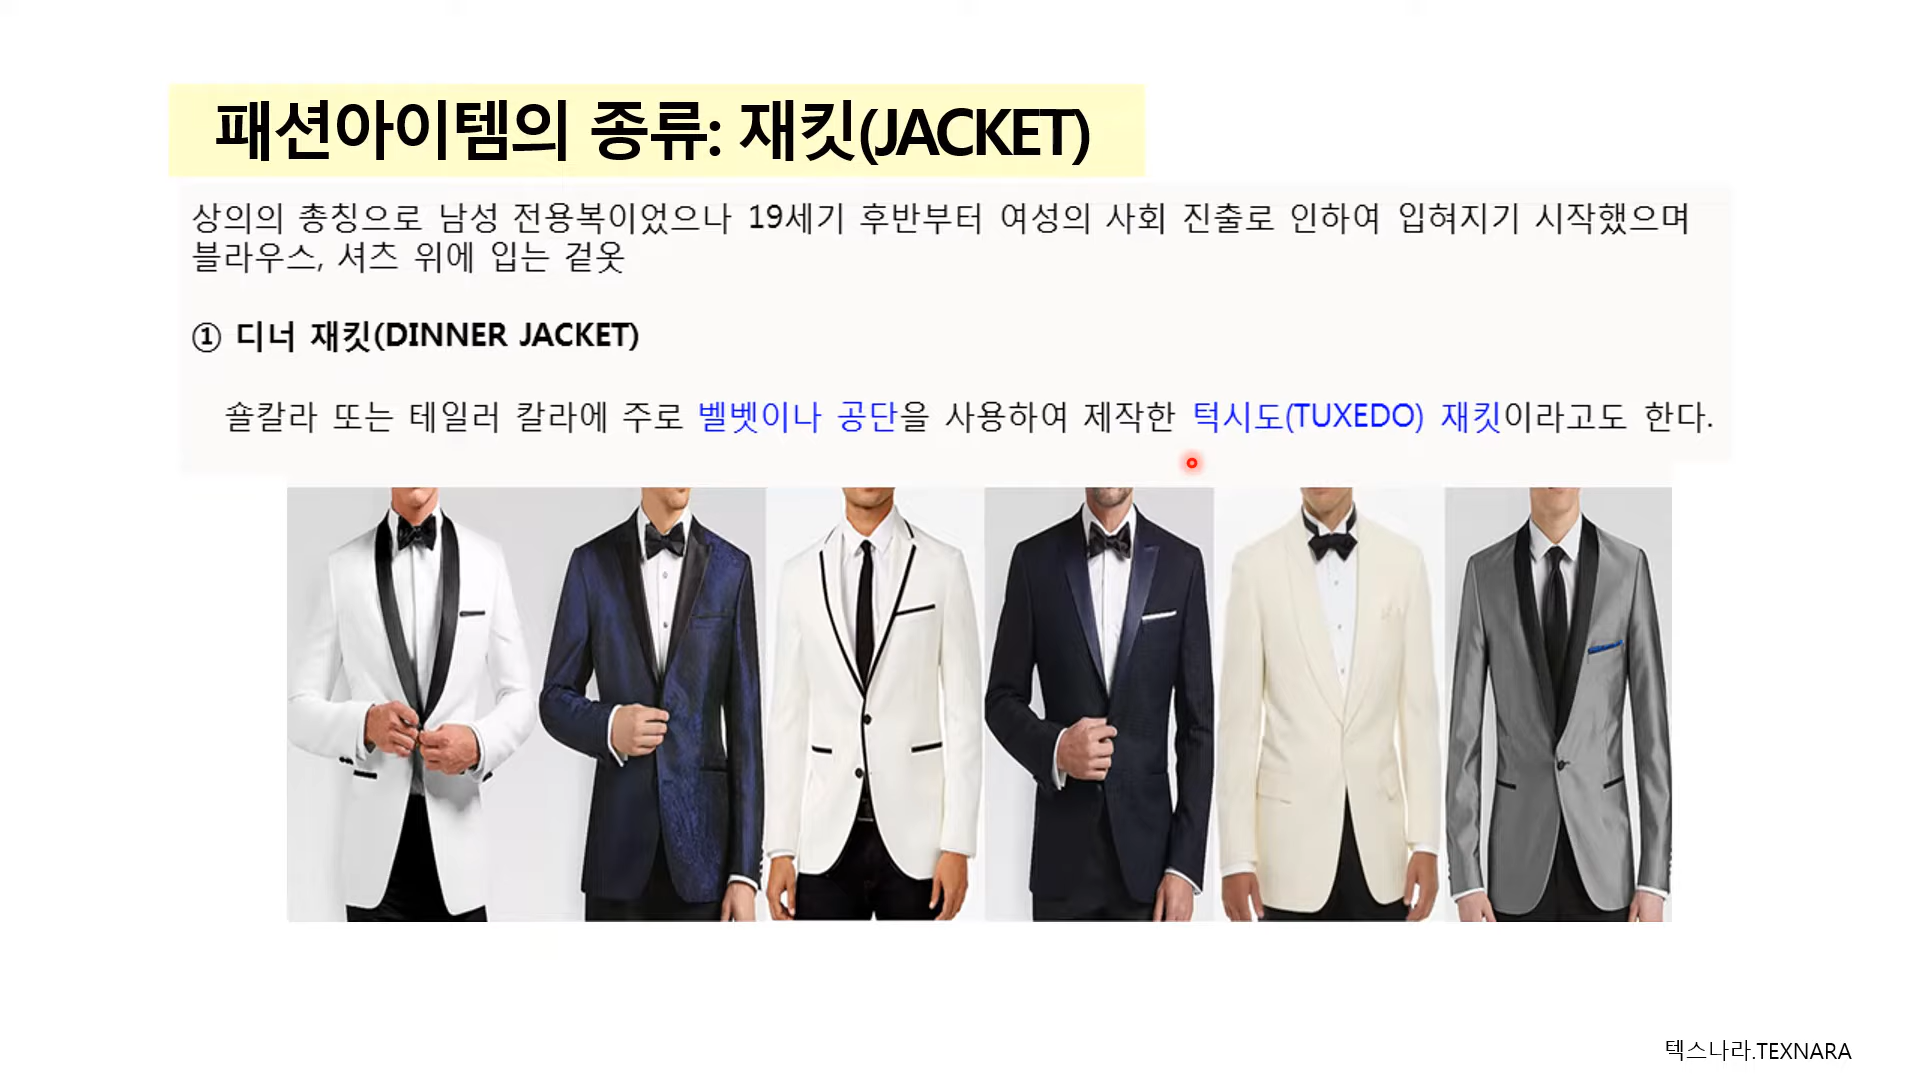 패션아이템의 종류: 재킷(JACKET)
상의의 총칭으로 남성 전용복이었으나 19세기 후반부터 여성의 사회 진출로 인하여 입혀지기 시작했으며
블라우스, 셔츠 위에 입는 겉옷
① 디너 재킷(DINNER JACKET)
숄칼라 또는 테일러 칼라에 주로 벨벳이나 공단을 사용하여 제작한 턱시도(TUXEDO) 재킷이라고도 한다.
텍스나라.TEXNARA